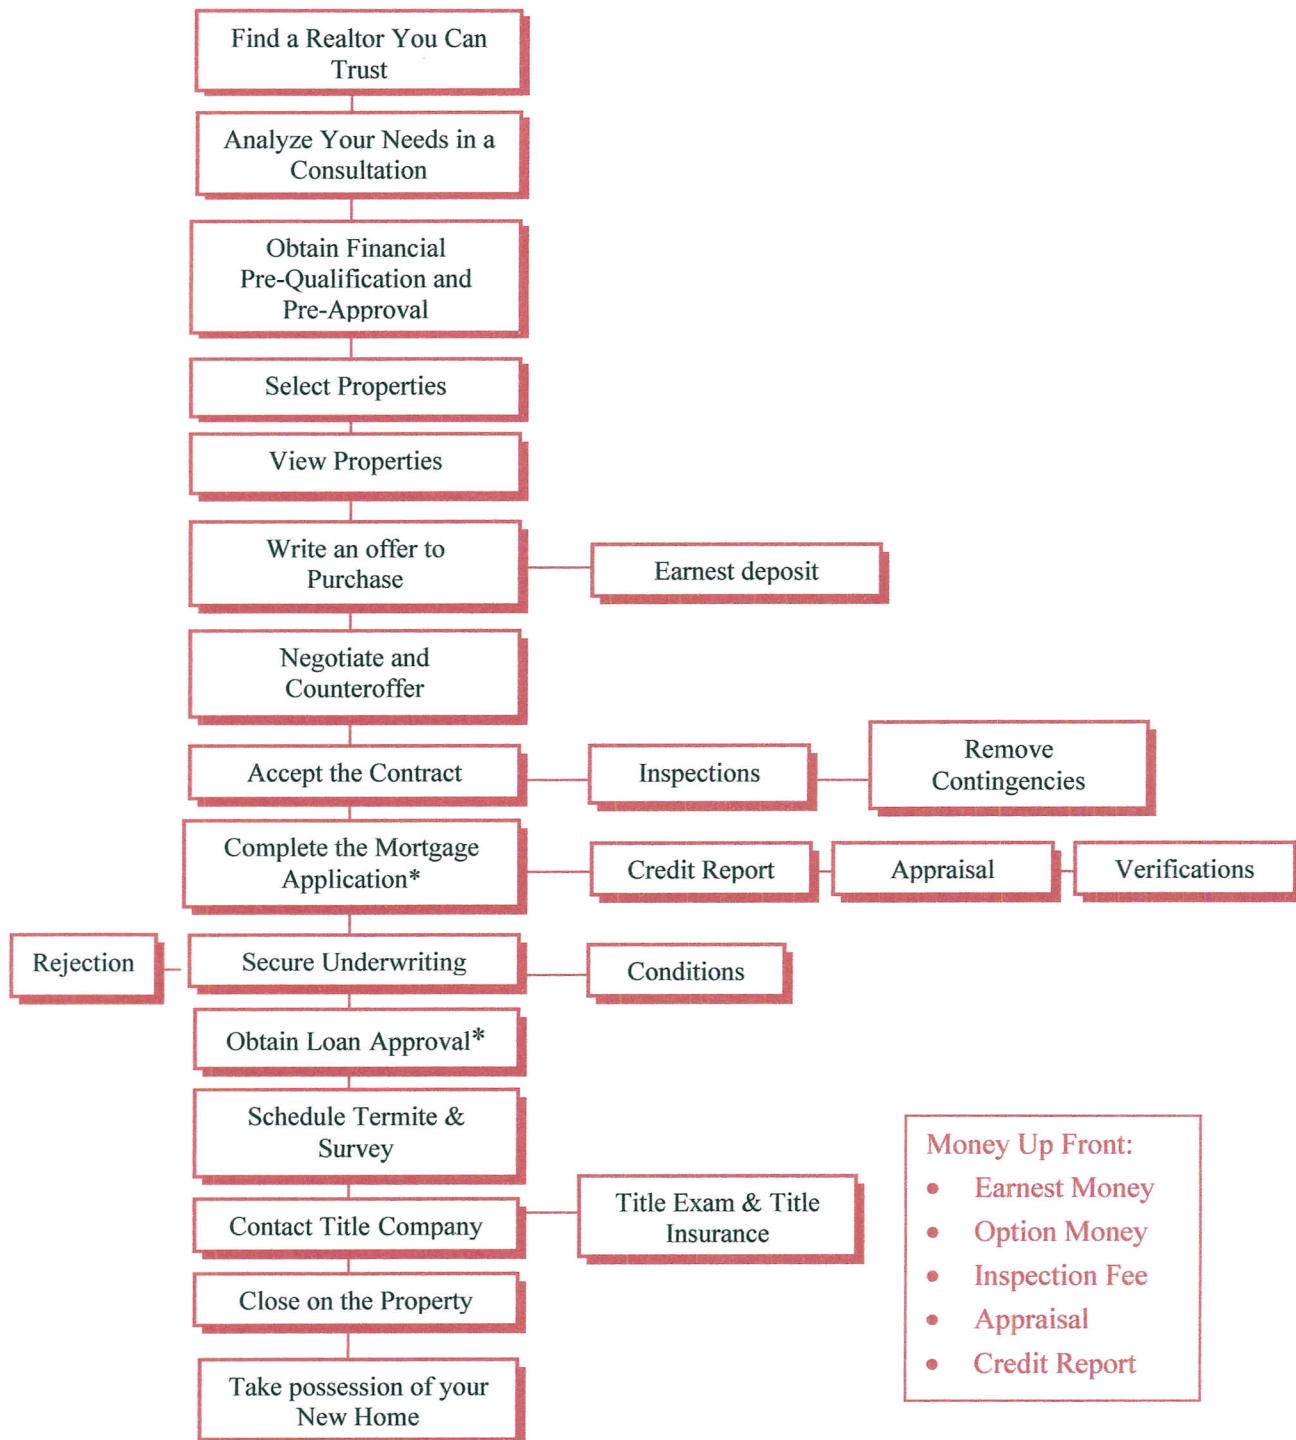 Find a Realtor You Can
Trust
Analyze Your Needs in a
Consultation
Obtain Financial
Pre-Qualification and
Pre-Approval
Select Properties
View Properties
Write an offer to
Purchase
Earnest deposit
Negotiate and
Counteroffer
Accept the Contract
Inspections
Remove
Contingencies
Complete the Mortgage
Application*
Credit Report
Appraisal
Verifications
Rejection
Secure Underwriting
Conditions
Obtain Loan Approval*
Schedule Termite &
Survey
Contact Title Company
Title Exam & Title
Insurance
Close on the Property
Take possession of your
New Home
Money Up Front:
• Earnest Money
• Option Money
• Inspection Fee
• Appraisal
• Credit Report